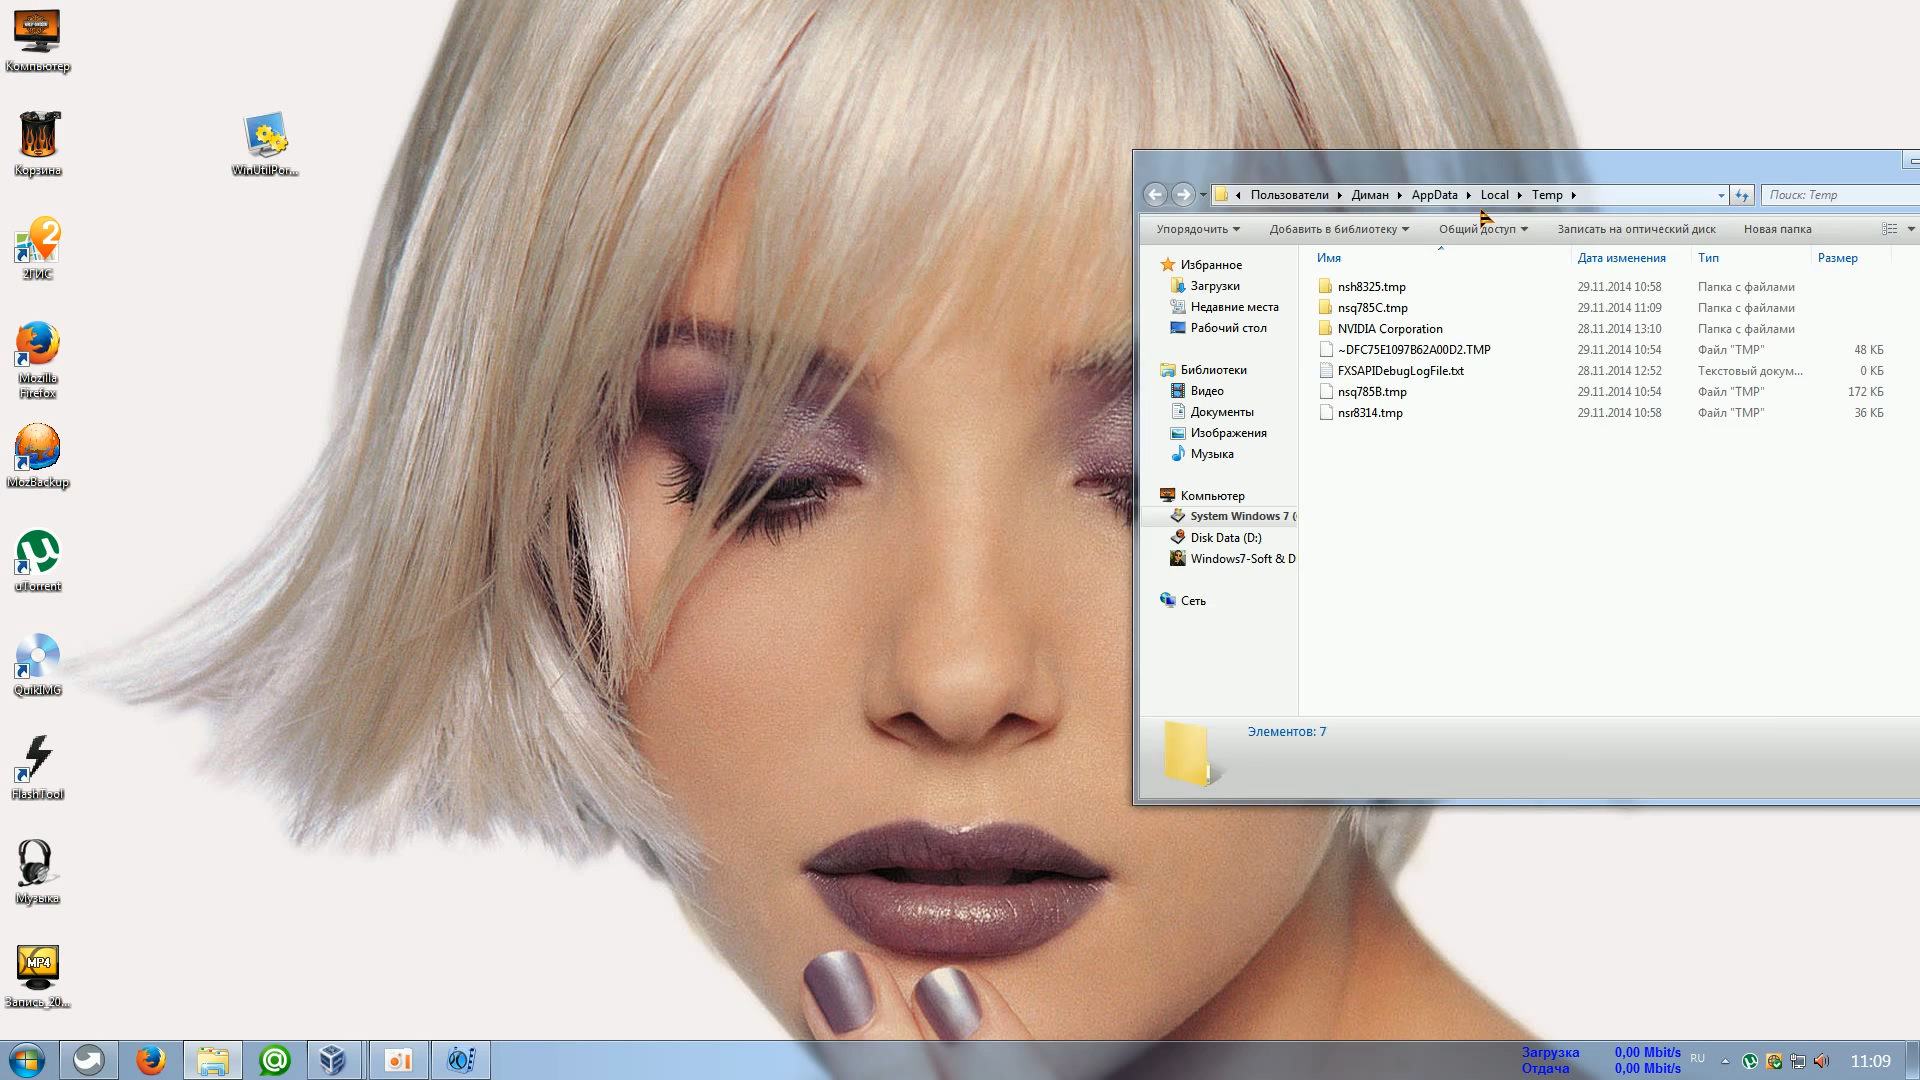 Компьютер
Корзина
WinUtilPor...
2
2ГИС
Mozilla
Firefox
MozBackup
uTorrent
QuikIMG
FlashTool
Музыка
MP4
Запись_20...
Пользователи
Диман
AppData
Local
Temp
Поиск: Temp
Упорядочить
Добавить в библиотеку
Общий доступ
Записать на оптический диск
Новая папка
Избранное
Загрузки
Недавние места
Рабочий стол
Библиотеки
Видео
Документы
Изображения
Музыка
Компьютер
System Windows 7 (
Disk Data (D:)
Windows7-Soft & D
Сеть
Имя Дата изменения Тип Размер
nsh8325.tmp 29.11.2014 10:58 Папка с файлами
nsq785C.tmp 29.11.2014 11:09 Папка с файлами
NVIDIA Corporation 28.11.2014 13:10 Папка с файлами
~DFC75E1097B62A00D2.TMP 29.11.2014 10:54 Файл "TMP" 48 КБ
FXSAPIDebugLogFile.txt 28.11.2014 12:52 Текстовый докум... 0 КБ
nsq785B.tmp 29.11.2014 10:54 Файл "TMP" 172 КБ
nsr8314.tmp 29.11.2014 10:58 Файл "TMP" 36 КБ
Элементов: 7
Загрузка 0,00 Mbit/s
Отдача 0,00 Mbit/s
RU
11:09